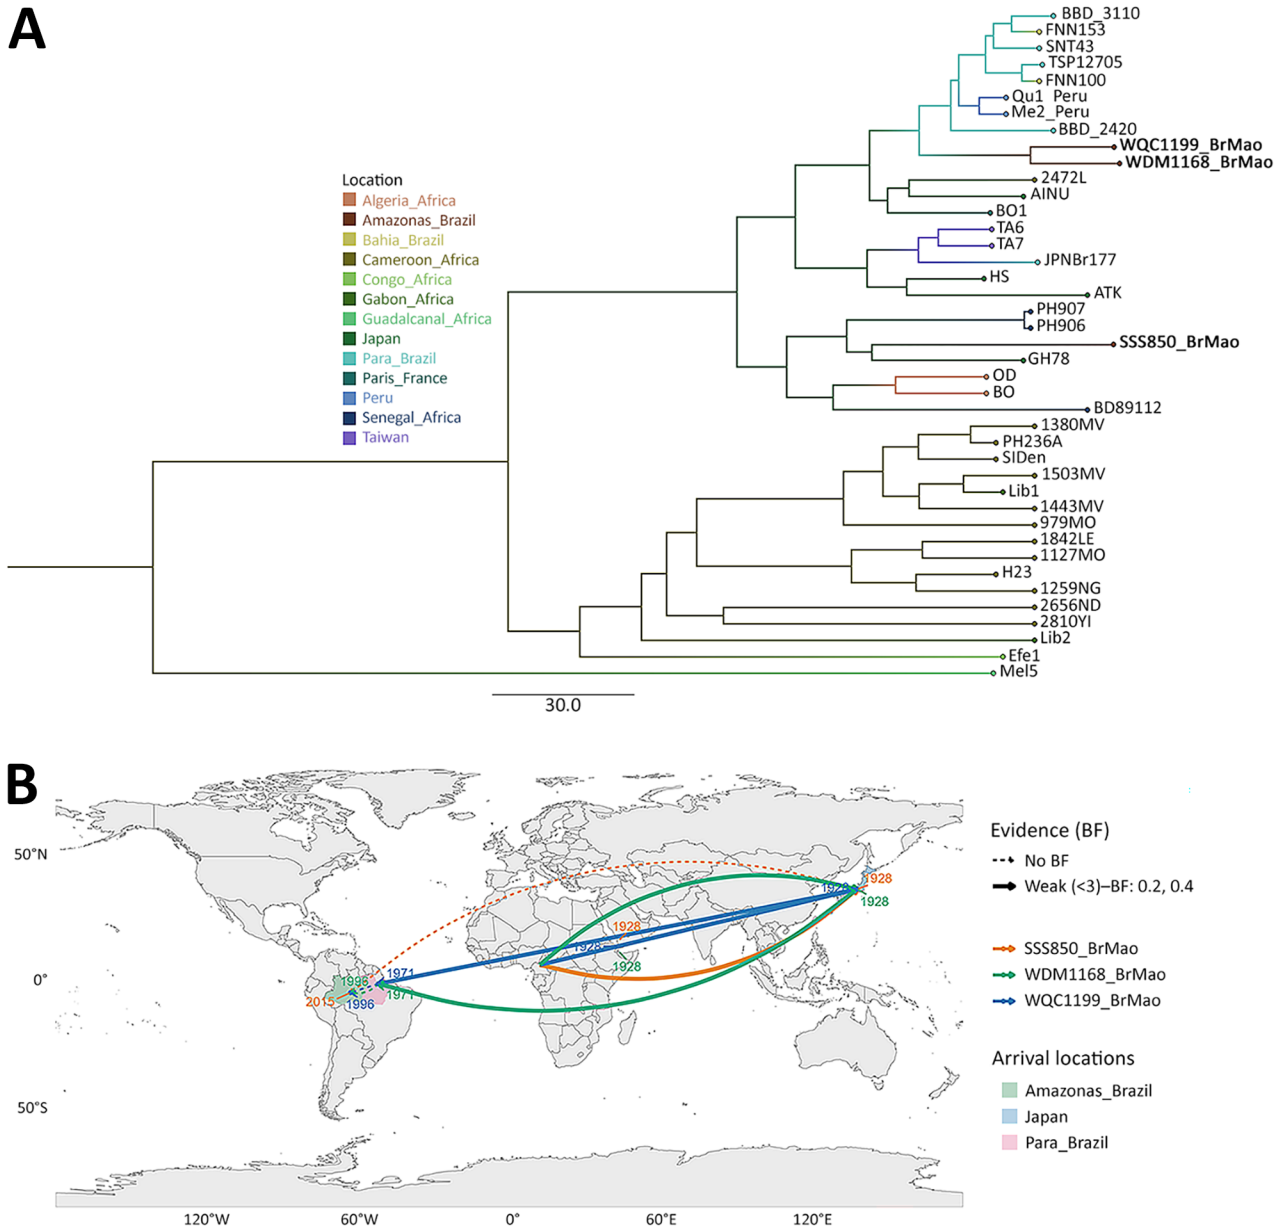 A
BBD_3110
FNN153
SNT43
TSP12705
FNN100
Qu1_Peru
Me2_Peru
BBD_2420
WQC1199_BrMao
WDM1168_BrMao
2472L
AINU
BO1
TA6
TA7
JPNBr177
HS
ATK
PH907
PH906
SSS850_BrMao
GH78
OD
BO
BD89112
1380MV
PH236A
SIDen
1503MV
Lib1
1443MV
979MO
1842LE
1127MO
H23
1259NG
2656ND
2810YI
Lib2
Efe1
Mel5
Location
Algeria_Africa
Amazonas_Brazil
Bahia_Brazil
Cameroon_Africa
Congo_Africa
Gabon_Africa
Guadalcanal_Africa
Japan
Para_Brazil
Paris_France
Peru
Senegal_Africa
Taiwan
30.0
B
50°N
0°
50°S
120°W
60°W
0°
60°E
120°E
1928
1928
1928
1928
1928
1928
1971
1971
1996
1996
2015
Evidence (BF)
No BF
Weak (<3)–BF: 0.2, 0.4
SSS850_BrMao
WDM1168_BrMao
WQC1199_BrMao
Arrival locations
Amazonas_Brazil
Japan
Para_Brazil